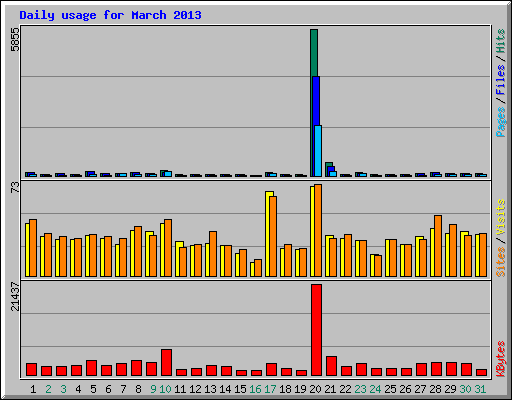 Daily usage for March 2013
5855
Pages / Files / Hits
73
Sites / Visits
21437
KBytes
1 2 3 4 5 6 7 8 9 10 11 12 13 14 15 16 17 18 19 20 21 22 23 24 25 26 27 28 29 30 31